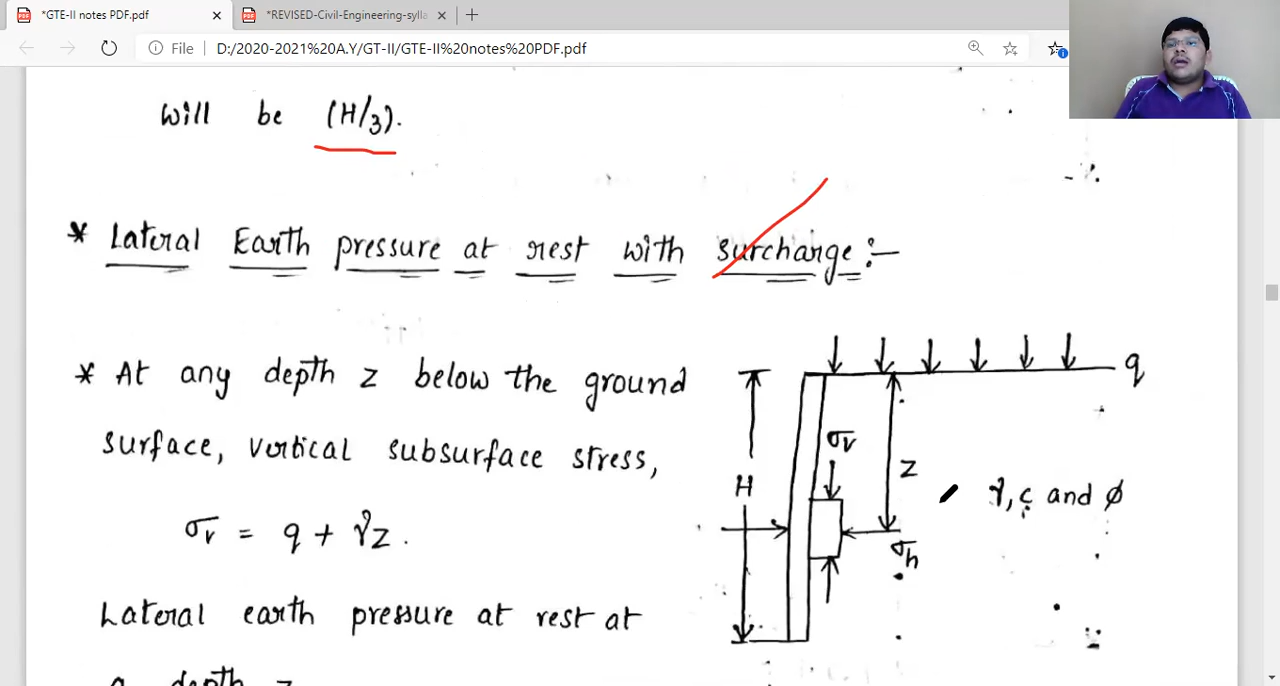 *GTE-II notes PDF.pdf
*REVISED-Civil-Engineering-sylla
File
D:/2020-2021%20A.Y/GT-II/GTE-II%20notes%20PDF.pdf
will be (H/3).
* Lateral Earth pressure at rest with surcharge:-
* At any depth z below the ground
surface, vertical subsurface stress,
σv = q + γz.
Lateral earth pressure at rest at
a depth z
q
σv
z
H
γ, c and φ
σh